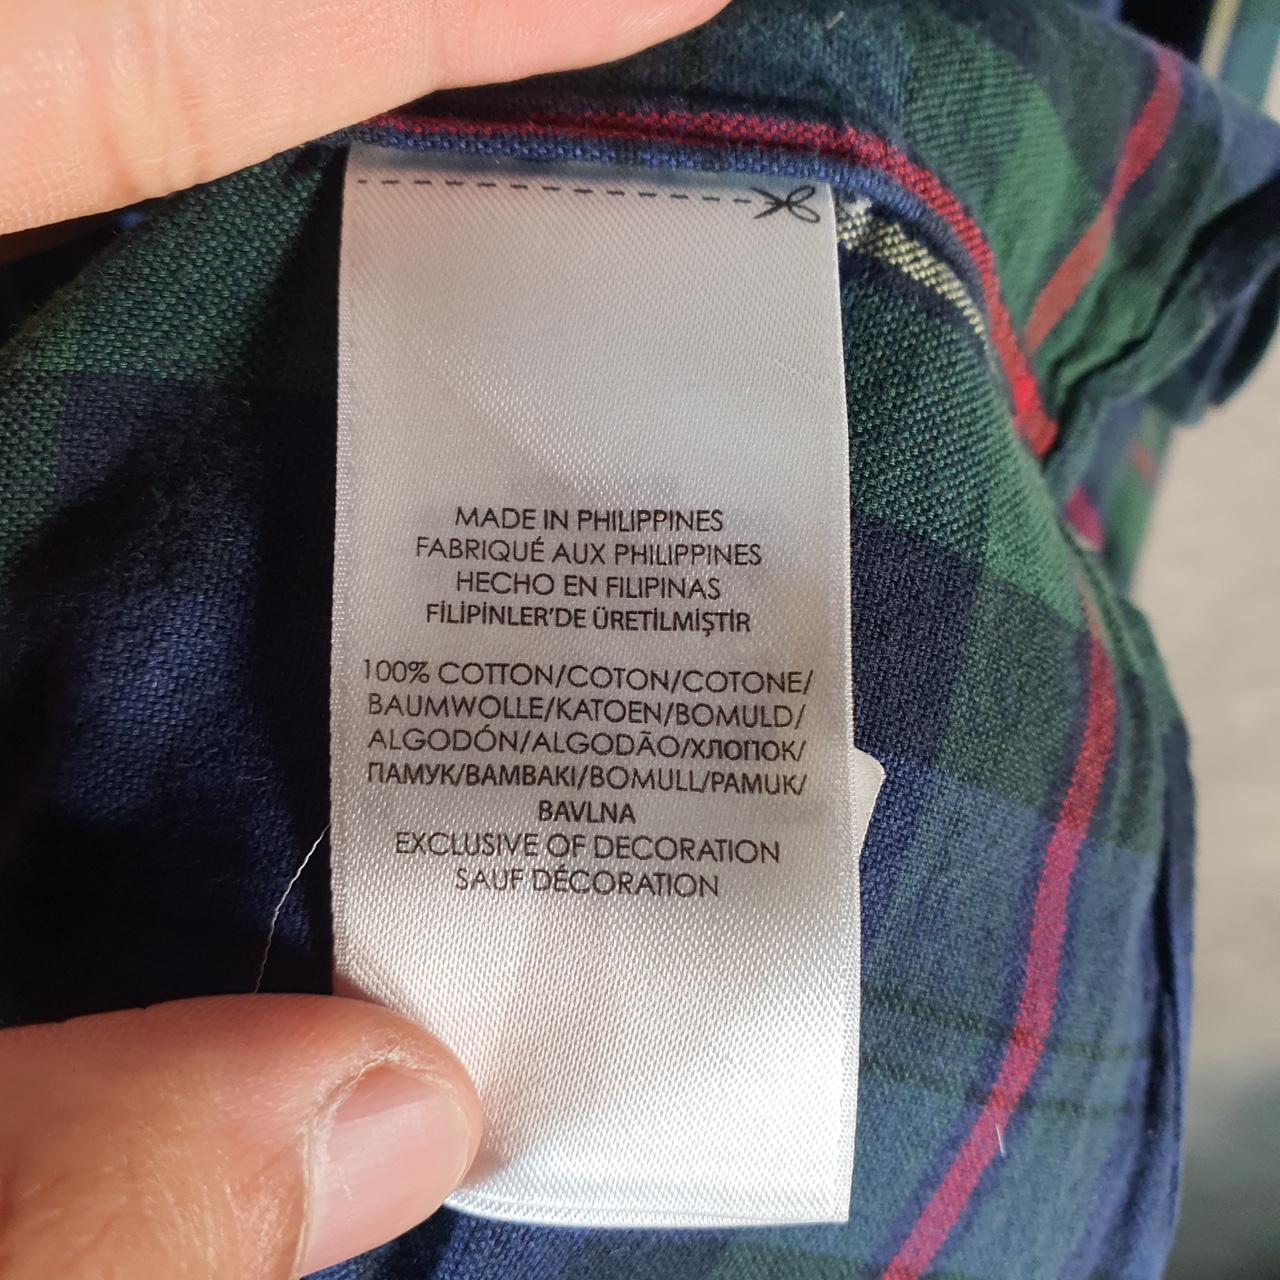 MADE IN PHILIPPINES
FABRIQUÉ AUX PHILIPPINES
HECHO EN FILIPINAS
FİLİPİNLER'DE ÜRETİLMİŞTİR
100% COTTON/COTON/COTONE/
BAUMWOLLE/KATOEN/BOMULD/
ALGODÓN/ALGODÃO/ХЛОПОК/
ПАМУК/ΒΑΜΒΑΚΙ/BOMULL/PAMUK/
BAVLNA
EXCLUSIVE OF DECORATION
SAUF DÉCORATION